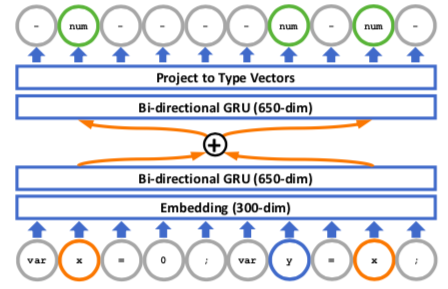 - num - - - - num - num -
Project to Type Vectors
Bi-directional GRU (650-dim)
+
Bi-directional GRU (650-dim)
Embedding (300-dim)
var x = 0 ; var y = x ;